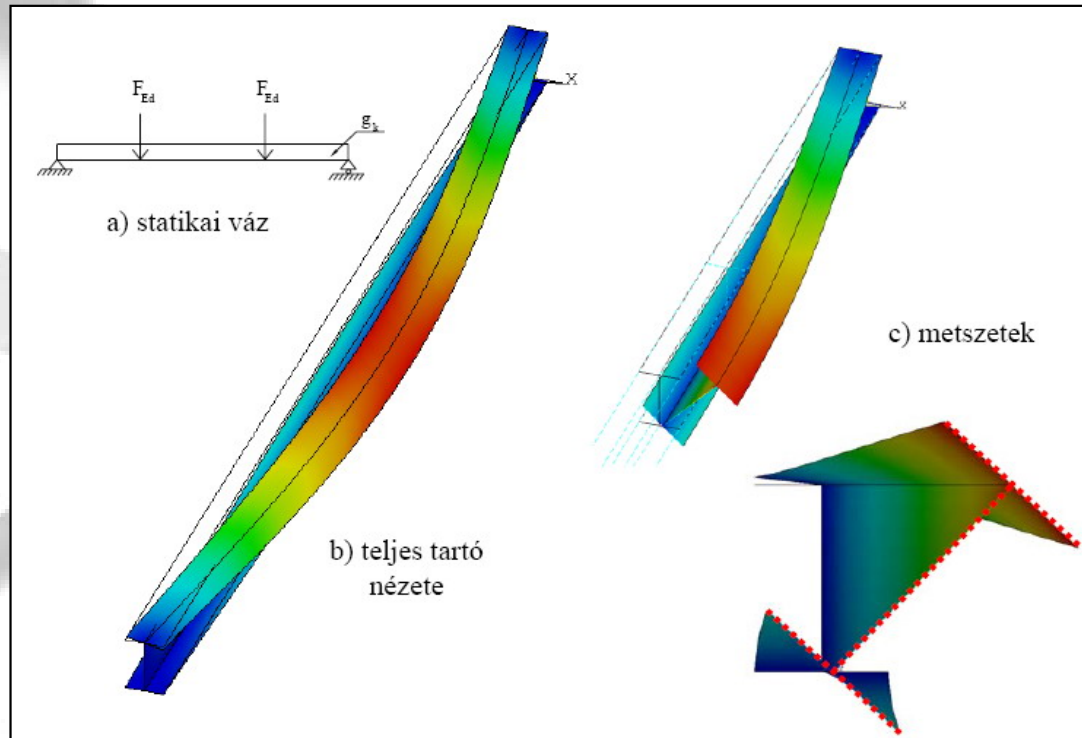 F_Ed
F_Ed
g_k
a) statikai váz
X
x
c) metszetek
b) teljes tartó
nézete